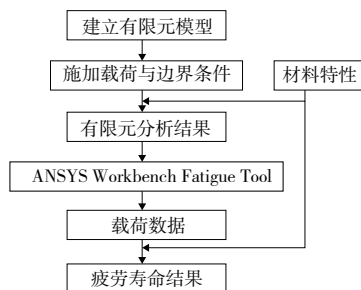 建立有限元模型
施加载荷与边界条件
材料特性
有限元分析结果
ANSYS Workbench Fatigue Tool
载荷数据
疲劳寿命结果